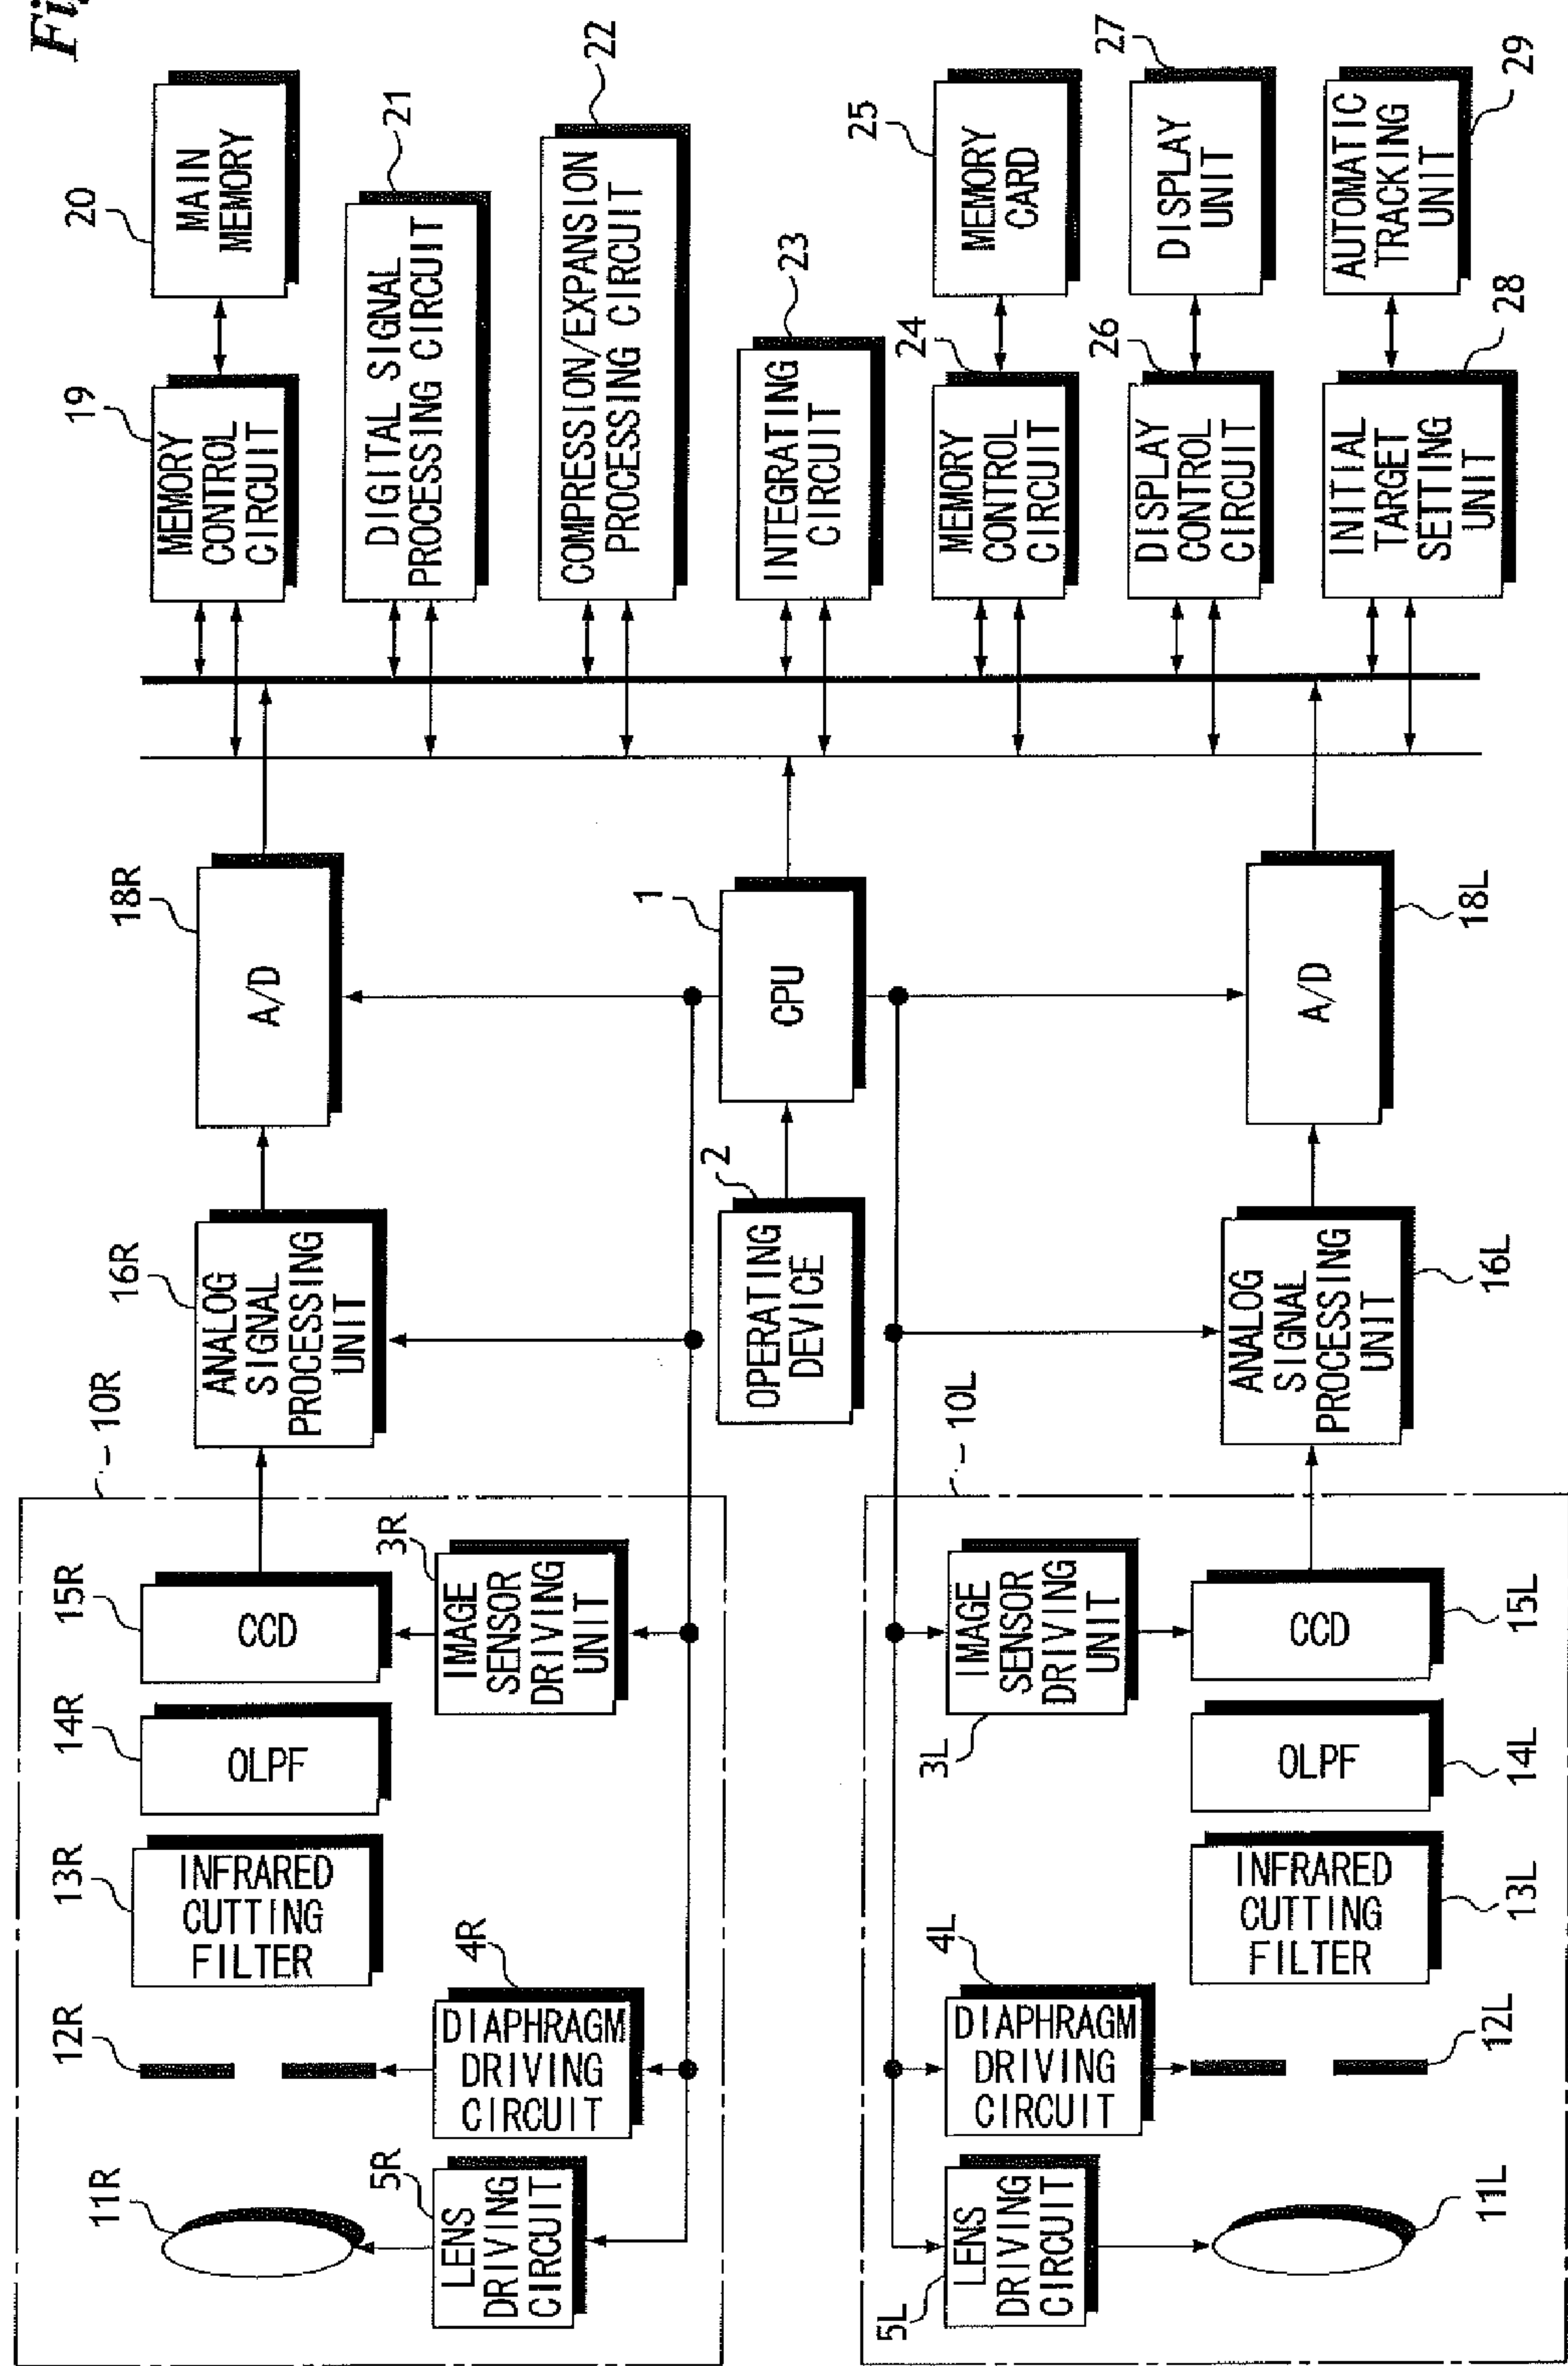 Fig
11R
12R
13R
14R
15R
10R
16R
18R
19
20
INFRARED
CUTTING
FILTER
OLPF
CCD
ANALOG
SIGNAL
PROCESSING
UNIT
A/D
MEMORY
CONTROL
CIRCUIT
MAIN
MEMORY
5R
4R
3R
LENS
DRIVING
CIRCUIT
DIAPHRAGM
DRIVING
CIRCUIT
IMAGE
SENSOR
DRIVING
UNIT
21
DIGITAL SIGNAL
PROCESSING CIRCUIT
22
COMPRESSION/EXPANSION
PROCESSING CIRCUIT
2
OPERATING
DEVICE
1
CPU
23
INTEGRATING
CIRCUIT
10L
5L
4L
3L
LENS
DRIVING
CIRCUIT
DIAPHRAGM
DRIVING
CIRCUIT
IMAGE
SENSOR
DRIVING
UNIT
24
25
MEMORY
CONTROL
CIRCUIT
MEMORY
CARD
26
27
DISPLAY
CONTROL
CIRCUIT
DISPLAY
UNIT
INFRARED
CUTTING
FILTER
OLPF
CCD
ANALOG
SIGNAL
PROCESSING
UNIT
A/D
INITIAL
TARGET
SETTING
UNIT
AUTOMATIC
TRACKING
UNIT
11L
12L
13L
14L
15L
16L
18L
28
29